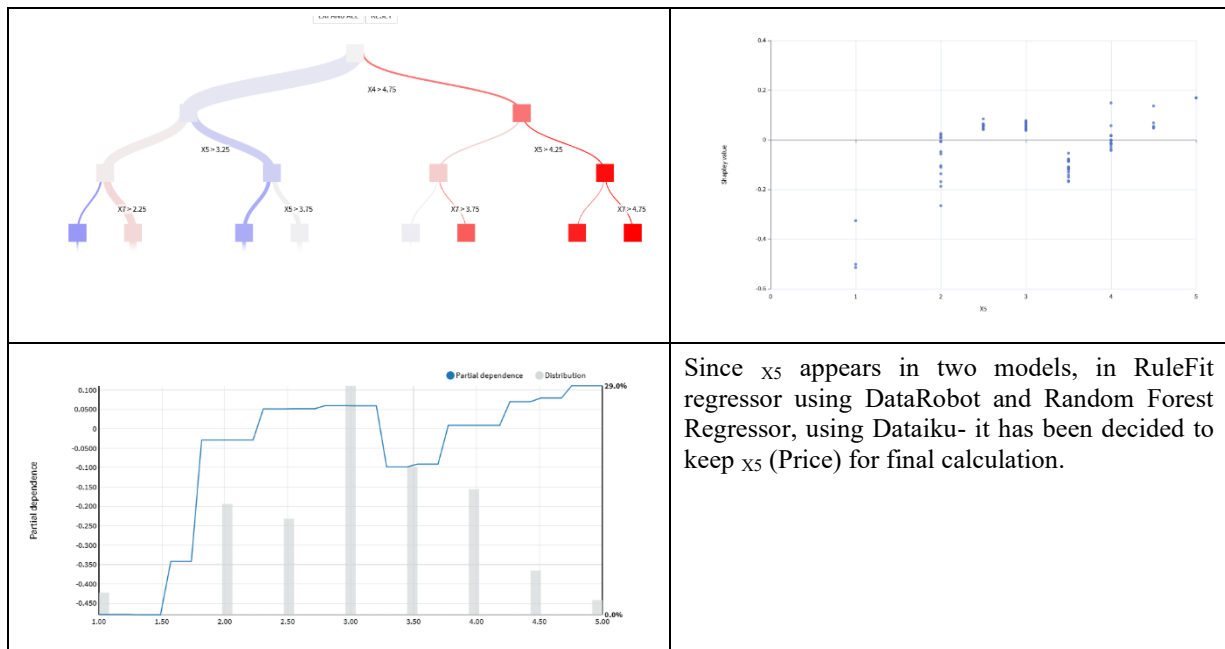 EXPAND ALL RESET
X4 > 4.75
X5 > 3.25
X5 > 4.25
X7 > 2.25
X5 > 3.75
X7 > 3.75
X7 > 4.75
0.4
0.2
0
-0.2
-0.4
-0.6
Shapley value
0 1 2 3 4 5
X5
Partial dependence Distribution
0.100
0.0500
0
-0.0500
-0.100
-0.150
-0.200
-0.250
-0.300
-0.350
-0.400
-0.450
Partial dependence
29.0%
0.0%
1.00 1.50 2.00 2.50 3.00 3.50 4.00 4.50 5.00
Since X5 appears in two models, in RuleFit
regressor using DataRobot and Random Forest
Regressor, using Dataiku- it has been decided to
keep X5 (Price) for final calculation.